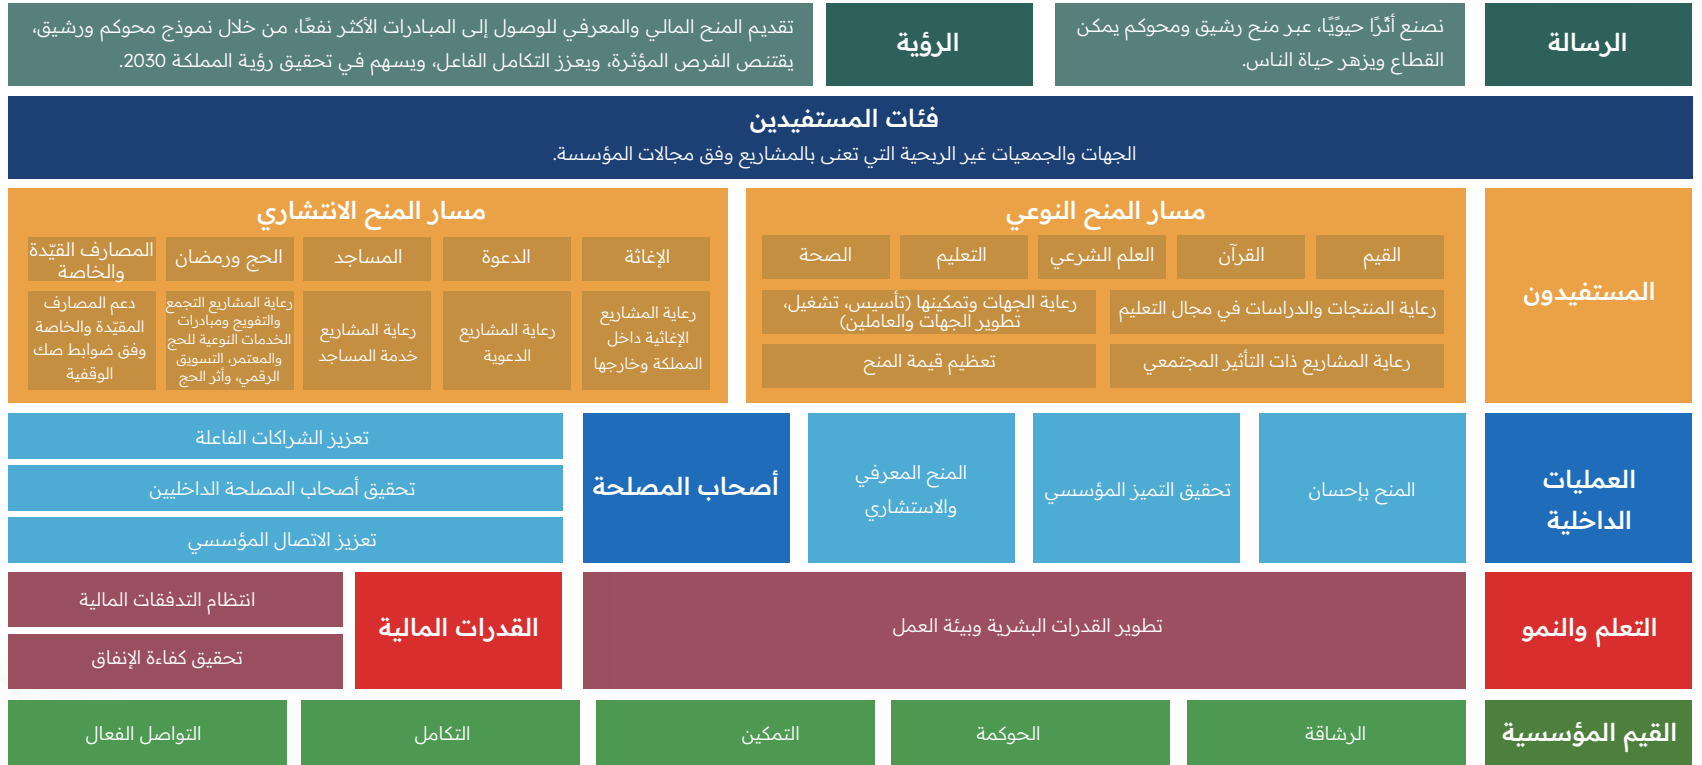 الرسالة
نصنع أثرًا حيوًيًا، عبر منح رشيق ومحوكم يمكن
القطاع ويزهر حياة الناس.
الرؤية
تقديم المنح المالي والمعرفي للوصول إلى المبادرات الأكثر نفعًا، من خلال نموذج محوكم ورشيق،
يقتنص الفرص المؤثرة، ويعزز التكامل الفاعل، ويسهم في تحقيق رؤية المملكة 2030.
فئات المستفيدين
الجهات والجمعيات غير الربحية التي تعنى بالمشاريع وفق مجالات المؤسسة.
المستفيدون
مسار المنح النوعي
القيم
القرآن
العلم الشرعي
التعليم
الصحة
رعاية المنتجات والدراسات في مجال التعليم
رعاية الجهات وتمكينها (تأسيس، تشغيل،
تطوير الجهات والعاملين)
رعاية المشاريع ذات التأثير المجتمعي
تعظيم قيمة المنح
مسار المنح الانتشاري
الإغاثة
الدعوة
المساجد
الحج ورمضان
المصارف القيّدة
والخاصة
رعاية المشاريع
الإغاثية داخل
المملكة وخارجها
رعاية المشاريع
الدعوية
رعاية المشاريع
خدمة المساجد
رعاية المشاريع التجمع
والتفويج ومبادرات
الخدمات النوعية للحج
والمعتمر، التسويق
الرقمي، وأثر الحج
دعم المصارف
المقيّدة والخاصة
وفق ضوابط صك
الوقفية
العمليات
الداخلية
المنح بإحسان
تحقيق التميز المؤسسي
المنح المعرفي
والاستشاري
أصحاب المصلحة
تعزيز الشراكات الفاعلة
تحقيق أصحاب المصلحة الداخليين
تعزيز الاتصال المؤسسي
التعلم والنمو
تطوير القدرات البشرية وبيئة العمل
القدرات المالية
انتظام التدفقات المالية
تحقيق كفاءة الإنفاق
القيم المؤسسية
الرشاقة
الحوكمة
التمكين
التكامل
التواصل الفعال